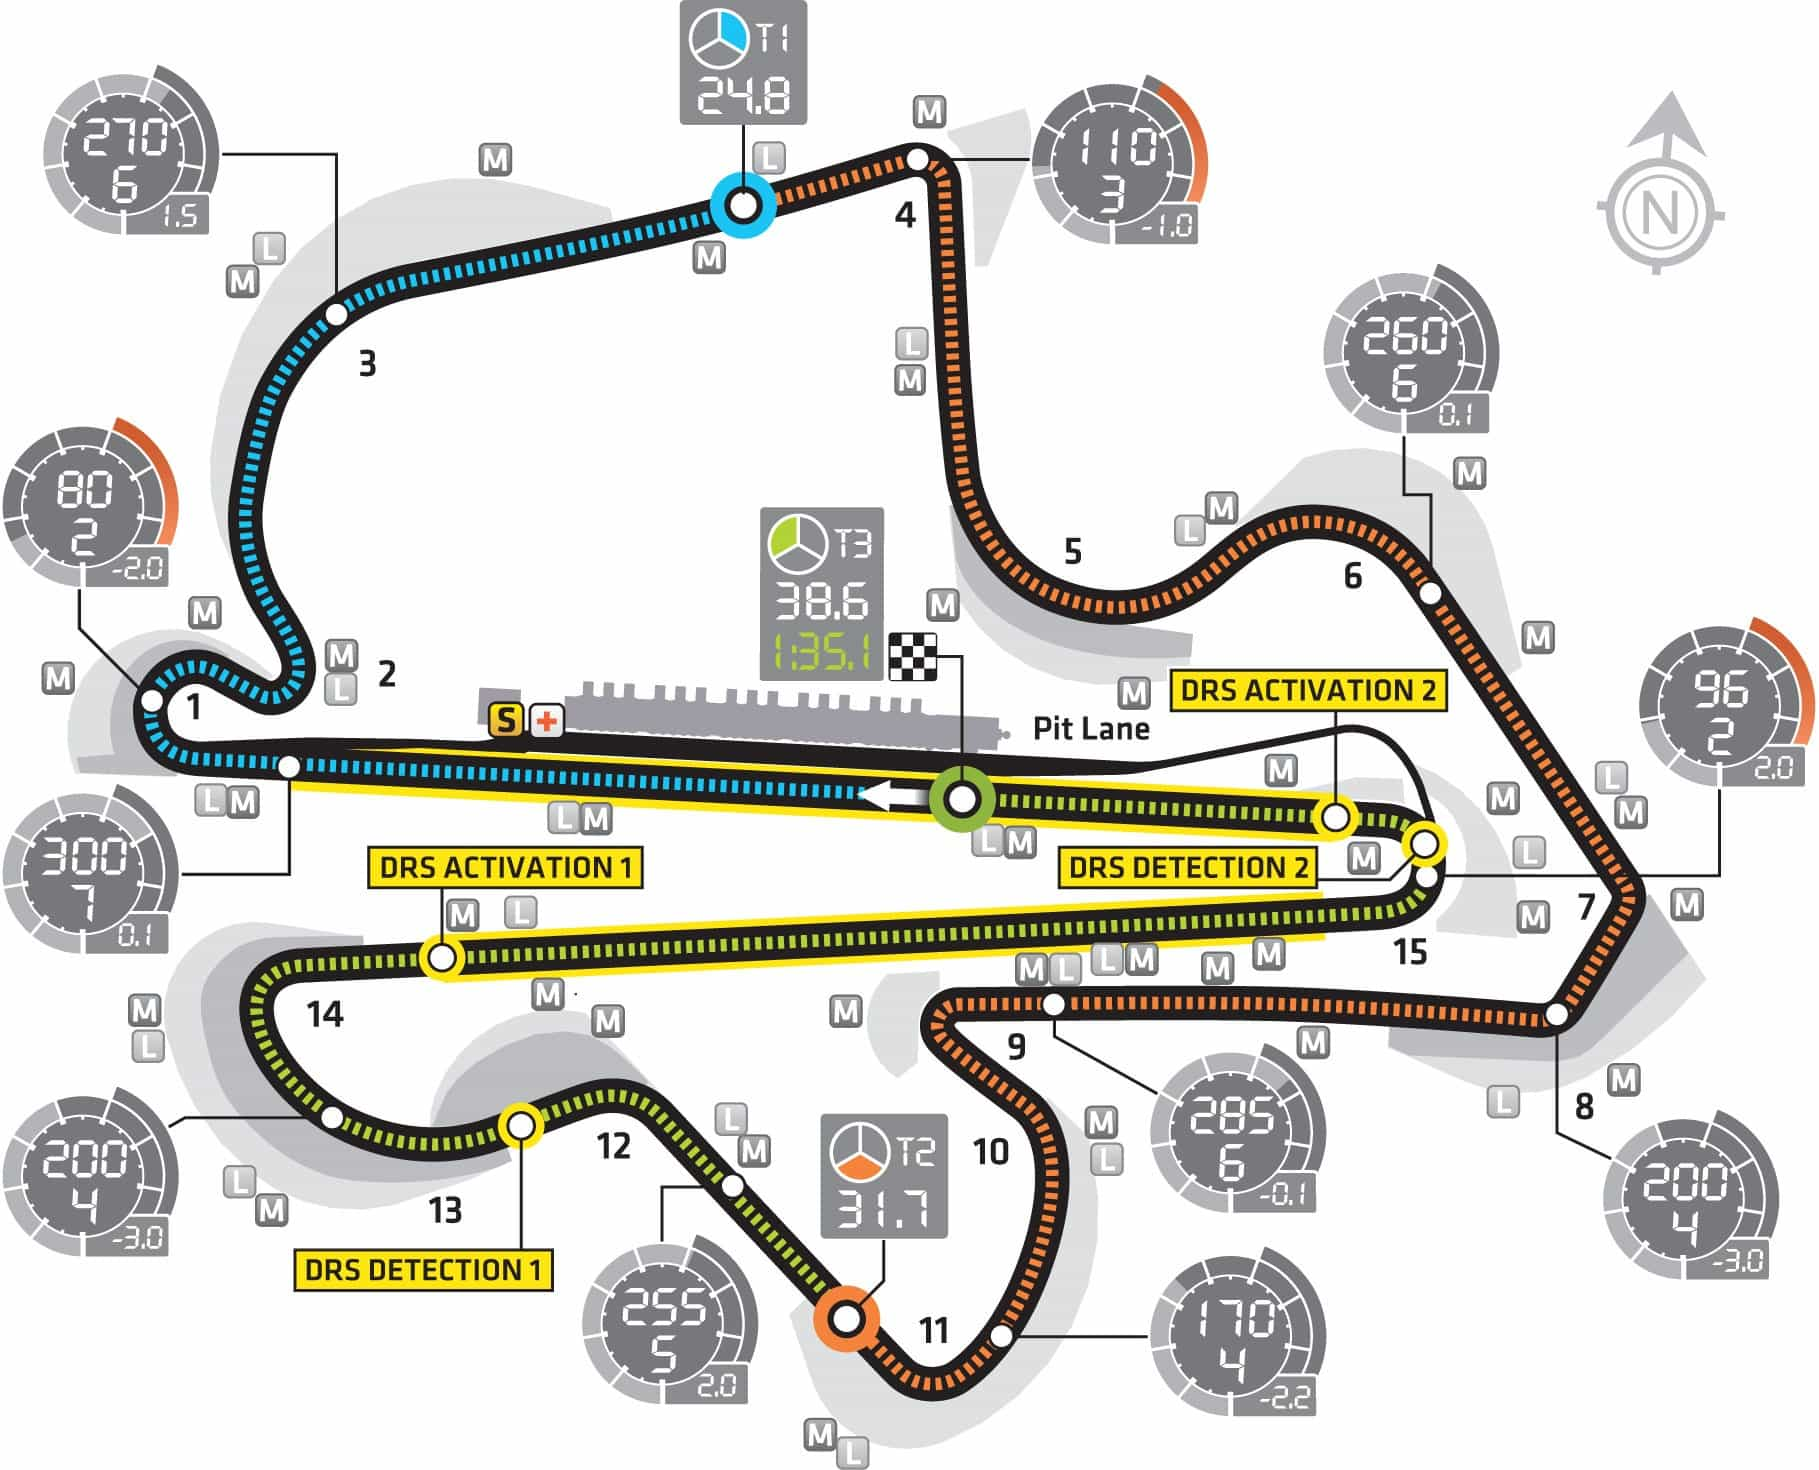 T1
24.8
L
M
M
270
6
1.5
110
3
-1.0
N
4
L
M
M
M
260
6
0.1
L
M
3
80
2
-2.0
M
L
M
T3
38.6
1:35.1
5
6
M
M
M
M
L
2
M
1
M
96
2
2.0
DRS ACTIVATION 2
M
S
Pit Lane
M
L
M
M
L M
L M
L M
300
7
0.1
DRS ACTIVATION 1
DRS DETECTION 2
M
L
M L
7
M
M
15
M L
L M
M
M
14
M
L
M
M
M
9
M
L
M
8
285
6
-0.1
200
4
-3.0
12
L
M
T2
31.7
10
M
L
200
4
-3.0
L
M
13
DRS DETECTION 1
255
5
2.0
11
170
4
-2.2
M
L